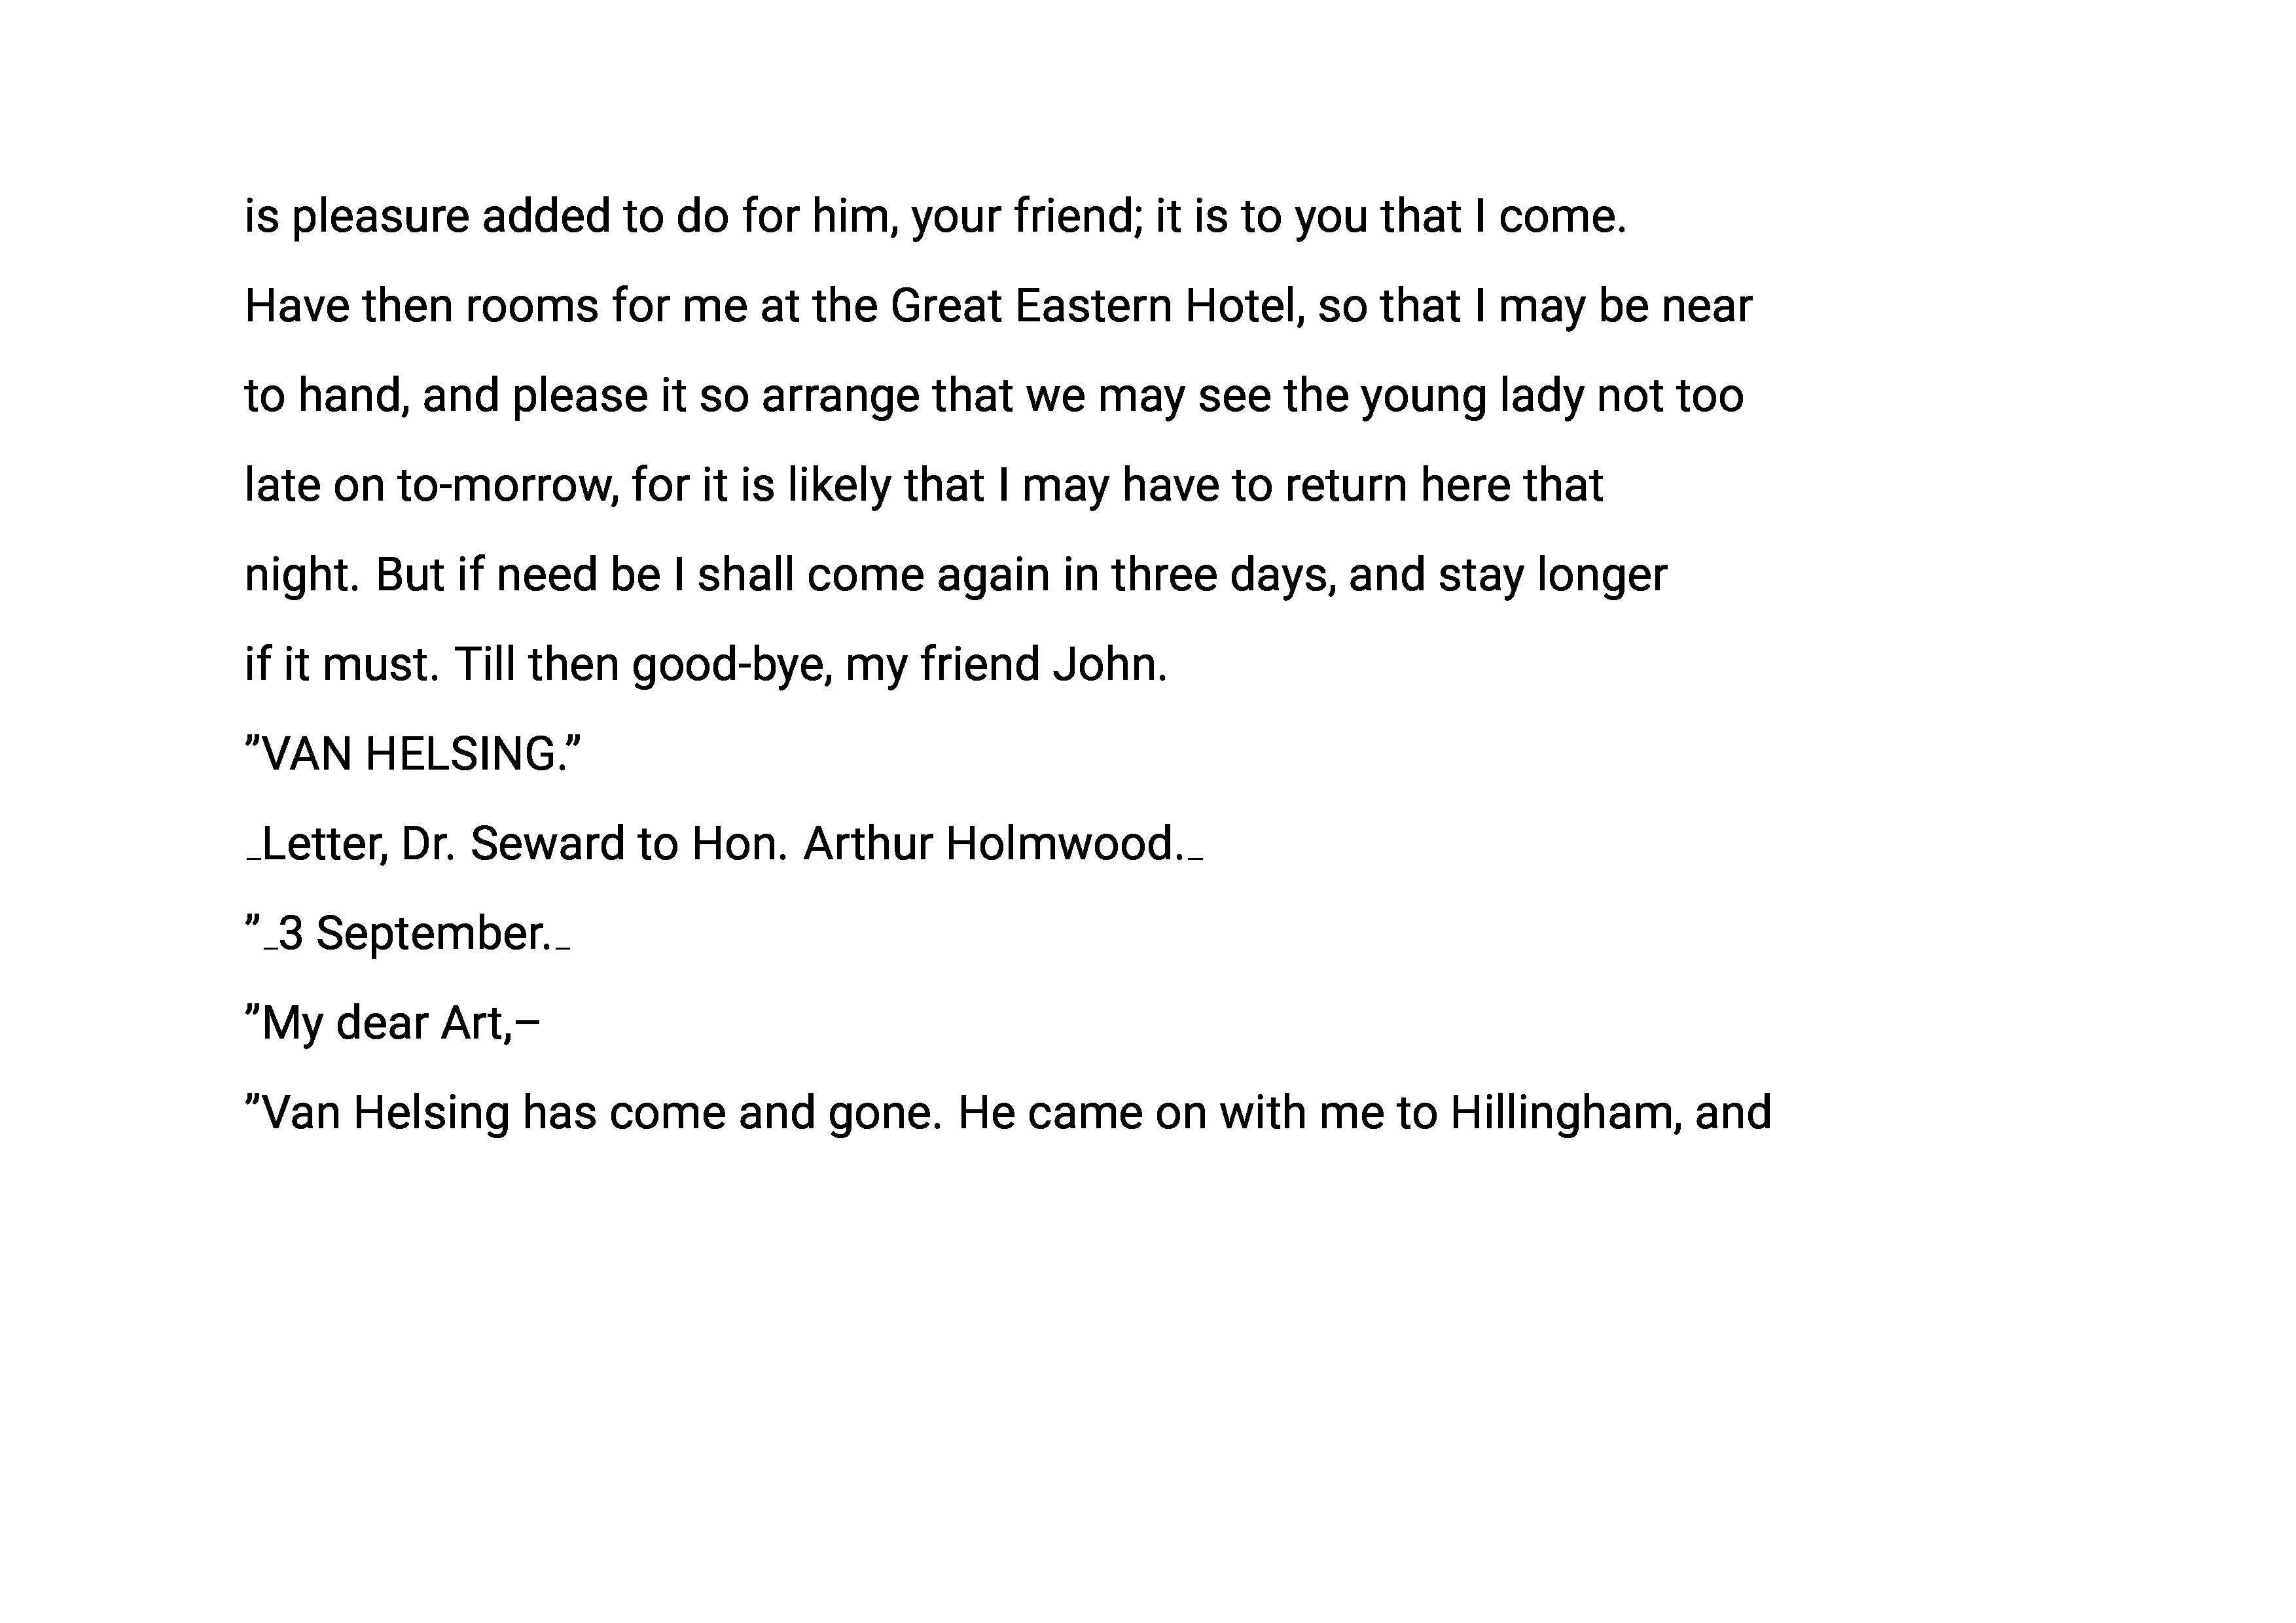 is pleasure added to do for him, your friend; it is to you that I come.
Have then rooms for me at the Great Eastern Hotel, so that I may be near
to hand, and please it so arrange that we may see the young lady not too
late on to-morrow, for it is likely that I may have to return here that
night. But if need be I shall come again in three days, and stay longer
if it must. Till then good-bye, my friend John.
”VAN HELSING.”
_Letter, Dr. Seward to Hon. Arthur Holmwood._
”_3 September._
”My dear Art,–
”Van Helsing has come and gone. He came on with me to Hillingham, and